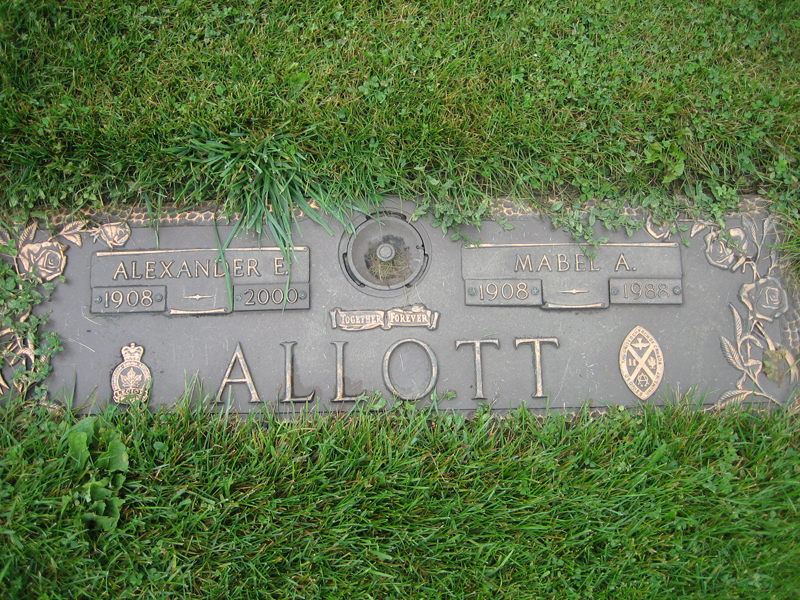 ALEXANDER E.
1908 2000
MABEL A.
1908 1988
TOGETHER FOREVER
ALLOTT